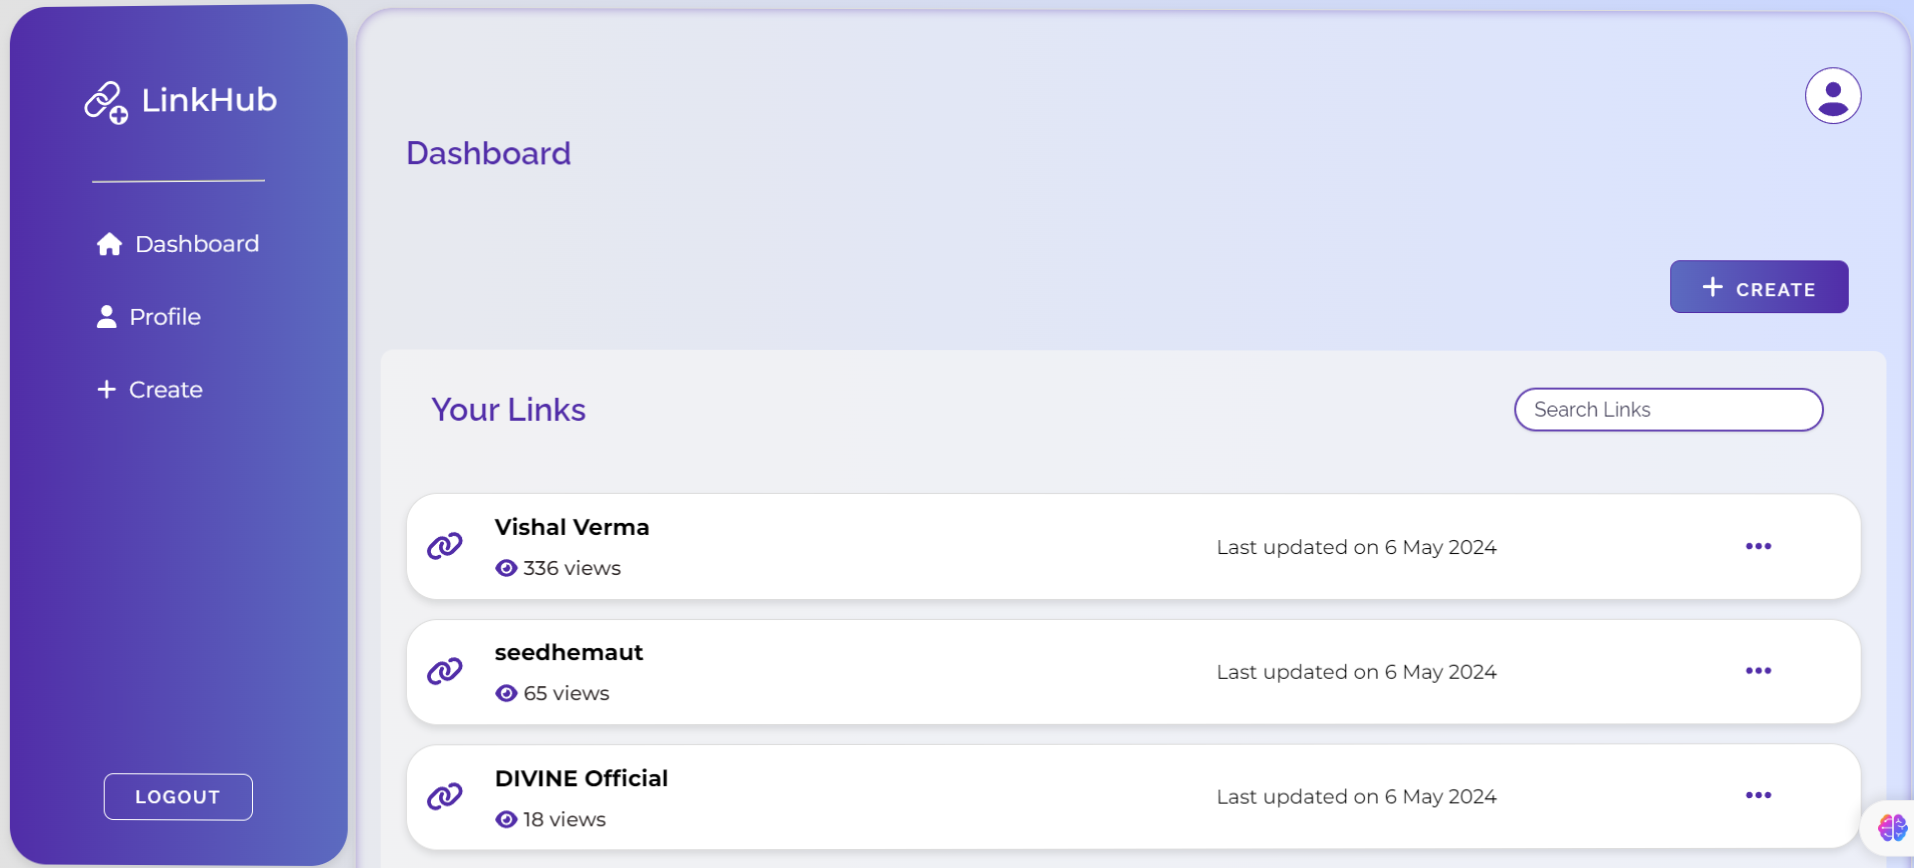 LinkHub
Dashboard
Profile
Create
LOGOUT
Dashboard
CREATE
Your Links
Search Links
Vishal Verma
336 views
Last updated on 6 May 2024
seedhemaut
65 views
Last updated on 6 May 2024
DIVINE Official
18 views
Last updated on 6 May 2024